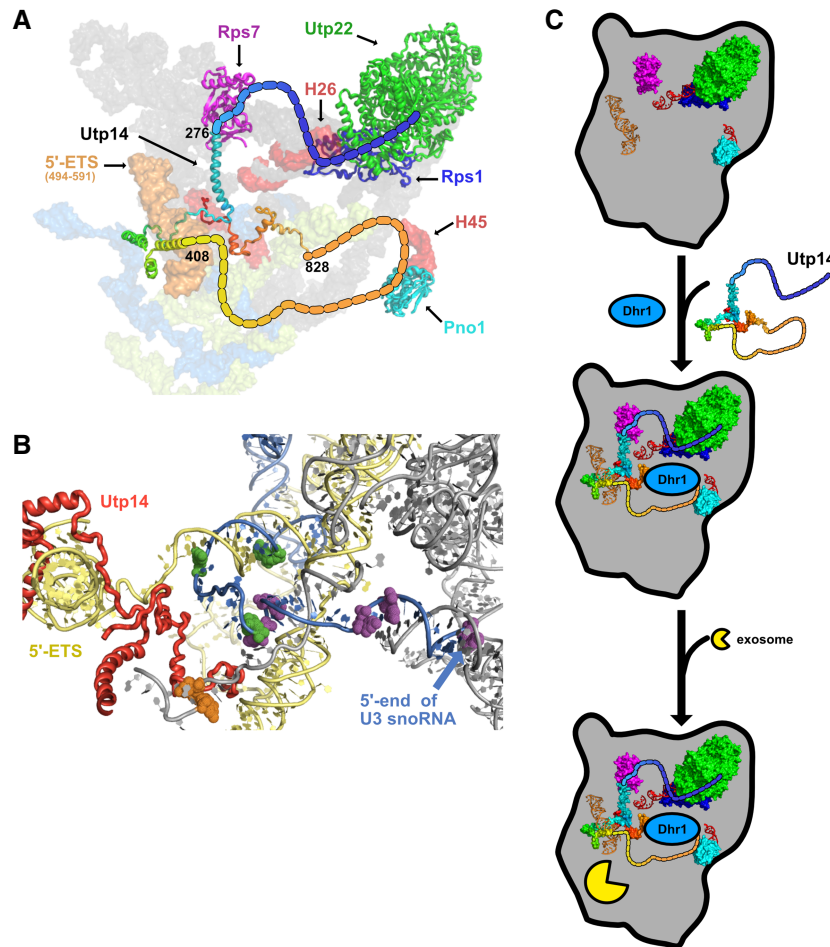 A
Rps7
Utp22
H26
276
Utp14
5'-ETS
(494-591)
Rps1
H45
408
828
Pno1
B
Utp14
5'-ETS
5'-end of
U3 snoRNA
C
Utp14
Dhr1
Dhr1
exosome
Dhr1